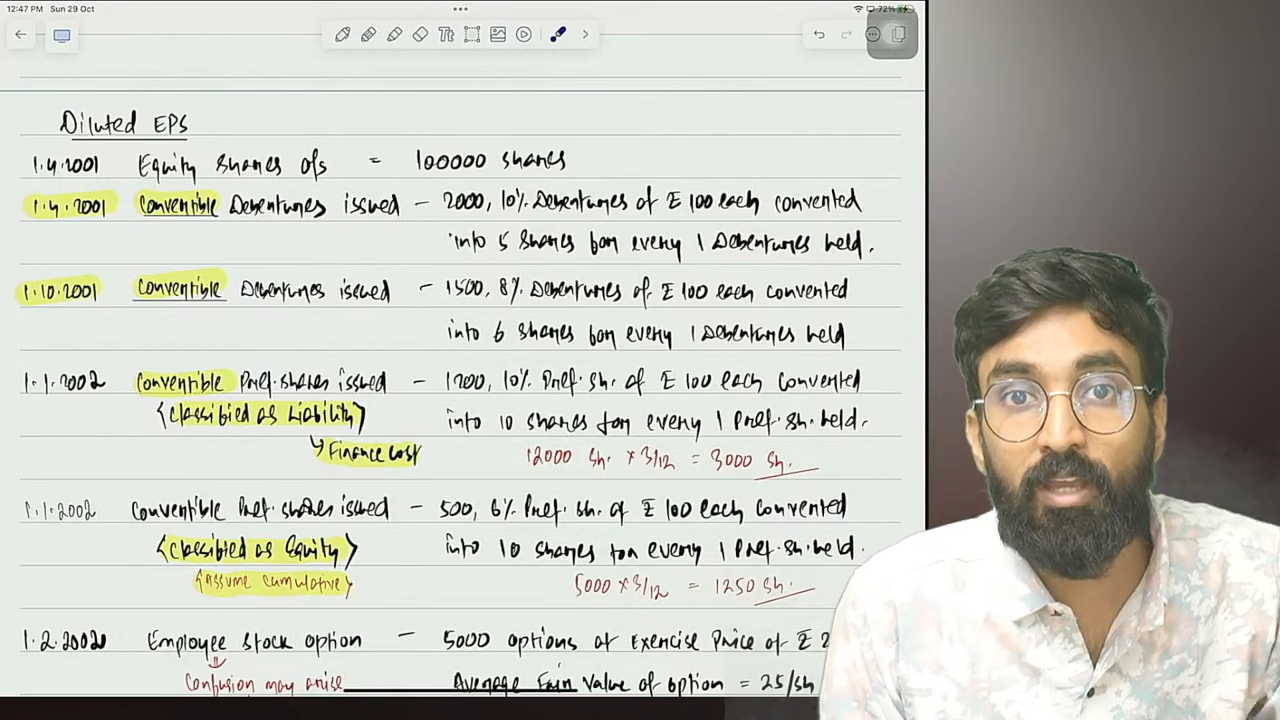 12:47 PM Sun 29 Oct
72%
Diluted EPS
1.4.2001 Equity Shares o/s = 100000 shares
1.4.2001 Convertible Debentures issued - 2000, 10% Debentures of ₹ 100 each converted
into 5 Shares for every 1 Debentures held.
1.10.2001 Convertible Debentures issued - 1500, 8% Debentures of ₹ 100 each converted
into 6 shares for every 1 Debentures held
1.1.2002 Convertible Pref. shares issued - 1200, 10% Pref. sh. of ₹ 100 each converted
(Classified as Liability) into 10 shares for every 1 Pref. sh. held.
↳ Finance cost 12000 sh. × 3/12 = 3000 sh.
1.1.2002 Convertible Pref. shares issued - 500, 6% Pref. sh. of ₹ 100 each converted
(Classified as Equity) into 10 shares for every 1 Pref. sh. held.
(Assume cumulative) 5000 × 3/12 = 1250 sh.
1.2.2002 Employee stock option - 5000 options at Exercise Price of ₹ 2
Confusion may arise Average Fair Value of option = 25/sh